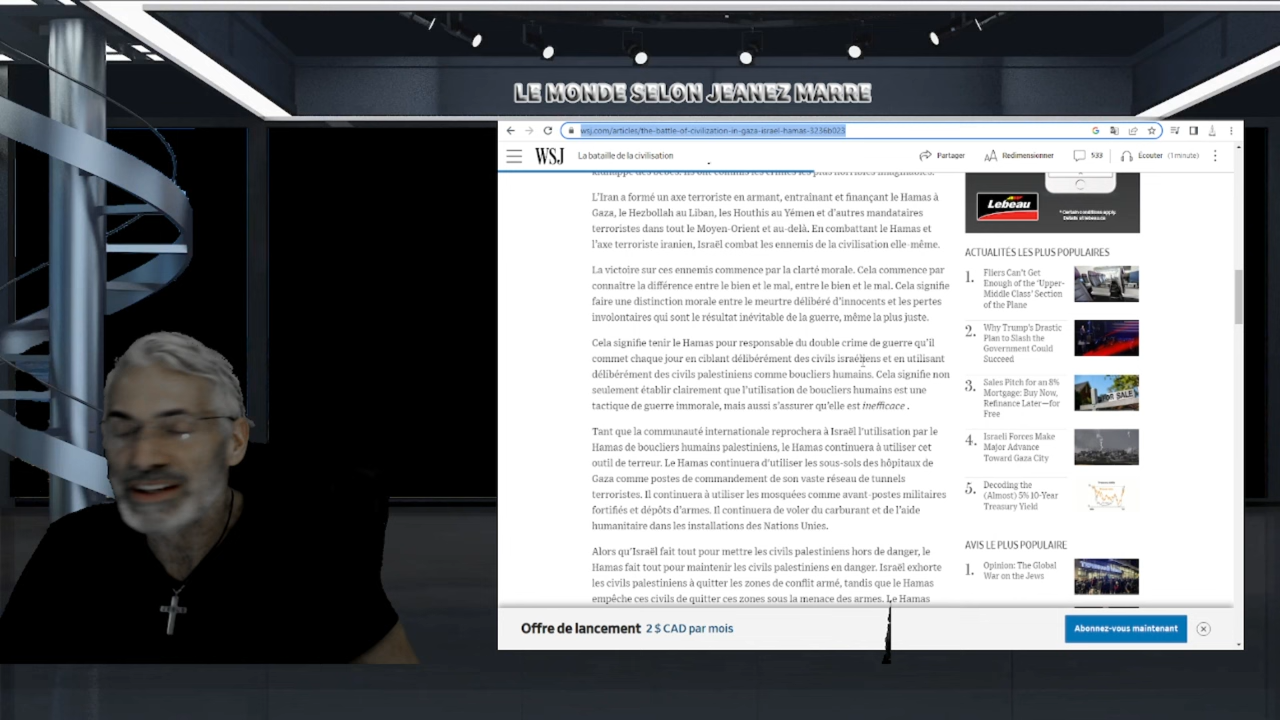 LE MONDE SELON JEANEZ MARRE
wsj.com/articles/the-battle-of-civilization-in-gaza-israel-hamas-3236b023
WSJ
La bataille de la civilisation
Partager
Redimensionner
533
Écouter (1 minute)
kidnappé des bébés. Ils ont commis les crimes les plus horribles imaginables.
L'Iran a formé un axe terroriste en armant, entraînant et finançant le Hamas à
Gaza, le Hezbollah au Liban, les Houthis au Yémen et d'autres mandataires
terroristes dans tout le Moyen-Orient et au-delà. En combattant le Hamas et
l'axe terroriste iranien, Israël combat les ennemis de la civilisation elle-même.
La victoire sur ces ennemis commence par la clarté morale. Cela commence par
connaître la différence entre le bien et le mal, entre le bien et le mal. Cela signifie
faire une distinction morale entre le meurtre délibéré d'innocents et les pertes
involontaires qui sont le résultat inévitable de la guerre, même la plus juste.
Cela signifie tenir le Hamas pour responsable du double crime de guerre qu'il
commet chaque jour en ciblant délibérément des civils israéliens et en utilisant
délibérément des civils palestiniens comme boucliers humains. Cela signifie non
seulement établir clairement que l'utilisation de boucliers humains est une
tactique de guerre immorale, mais aussi s'assurer qu'elle est inefficace .
Tant que la communauté internationale reprochera à Israël l'utilisation par le
Hamas de boucliers humains palestiniens, le Hamas continuera à utiliser cet
outil de terreur. Le Hamas continuera d'utiliser les sous-sols des hôpitaux de
Gaza comme postes de commandement de son vaste réseau de tunnels
terroristes. Il continuera à utiliser les mosquées comme avant-postes militaires
fortifiés et dépôts d'armes. Il continuera de voler du carburant et de l'aide
humanitaire dans les installations des Nations Unies.
Alors qu'Israël fait tout pour mettre les civils palestiniens hors de danger, le
Hamas fait tout pour maintenir les civils palestiniens en danger. Israël exhorte
les civils palestiniens à quitter les zones de conflit armé, tandis que le Hamas
empêche ces civils de quitter ces zones sous la menace des armes. Le Hamas
Lebeau
* Certain conditions apply.
Details at lebeau.ca
ACTUALITÉS LES PLUS POPULAIRES
1. Fliers Can't Get
Enough of the 'Upper-
Middle Class' Section
of the Plane
2. Why Trump's Drastic
Plan to Slash the
Government Could
Succeed
3. Sales Pitch for an 8%
Mortgage: Buy Now,
Refinance Later—for
Free
FOR SALE
4. Israeli Forces Make
Major Advance
Toward Gaza City
5. Decoding the
(Almost) 5% 10-Year
Treasury Yield
AVIS LE PLUS POPULAIRE
1. Opinion: The Global
War on the Jews
Offre de lancement 2 $ CAD par mois
Abonnez-vous maintenant